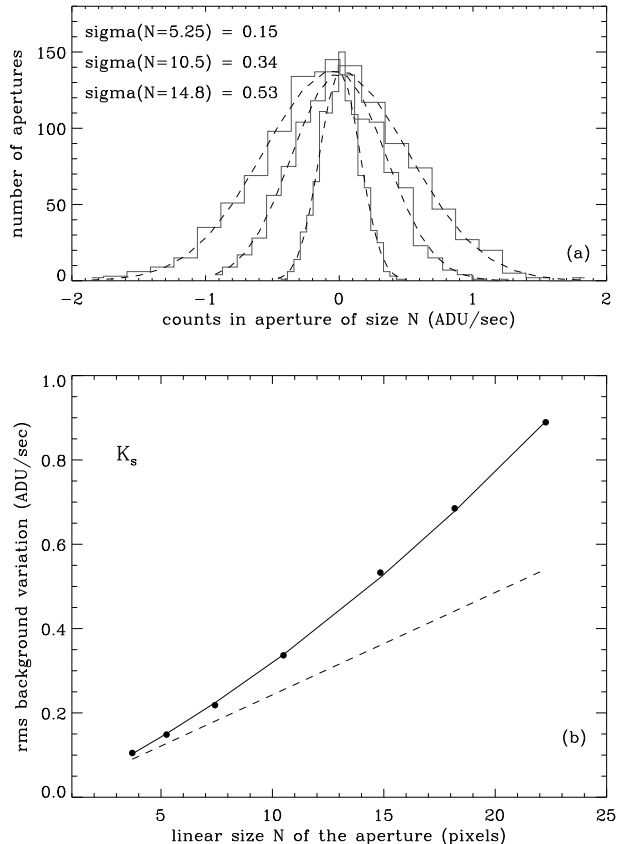 sigma(N=5.25) = 0.15
sigma(N=10.5) = 0.34
sigma(N=14.8) = 0.53
number of apertures
150
100
50
0
(a)
-2
-1
0
1
2
counts in aperture of size N (ADU/sec)
rms background variation (ADU/sec)
1.0
0.8
0.6
0.4
0.2
0.0
Ks
(b)
5
10
15
20
25
linear size N of the aperture (pixels)